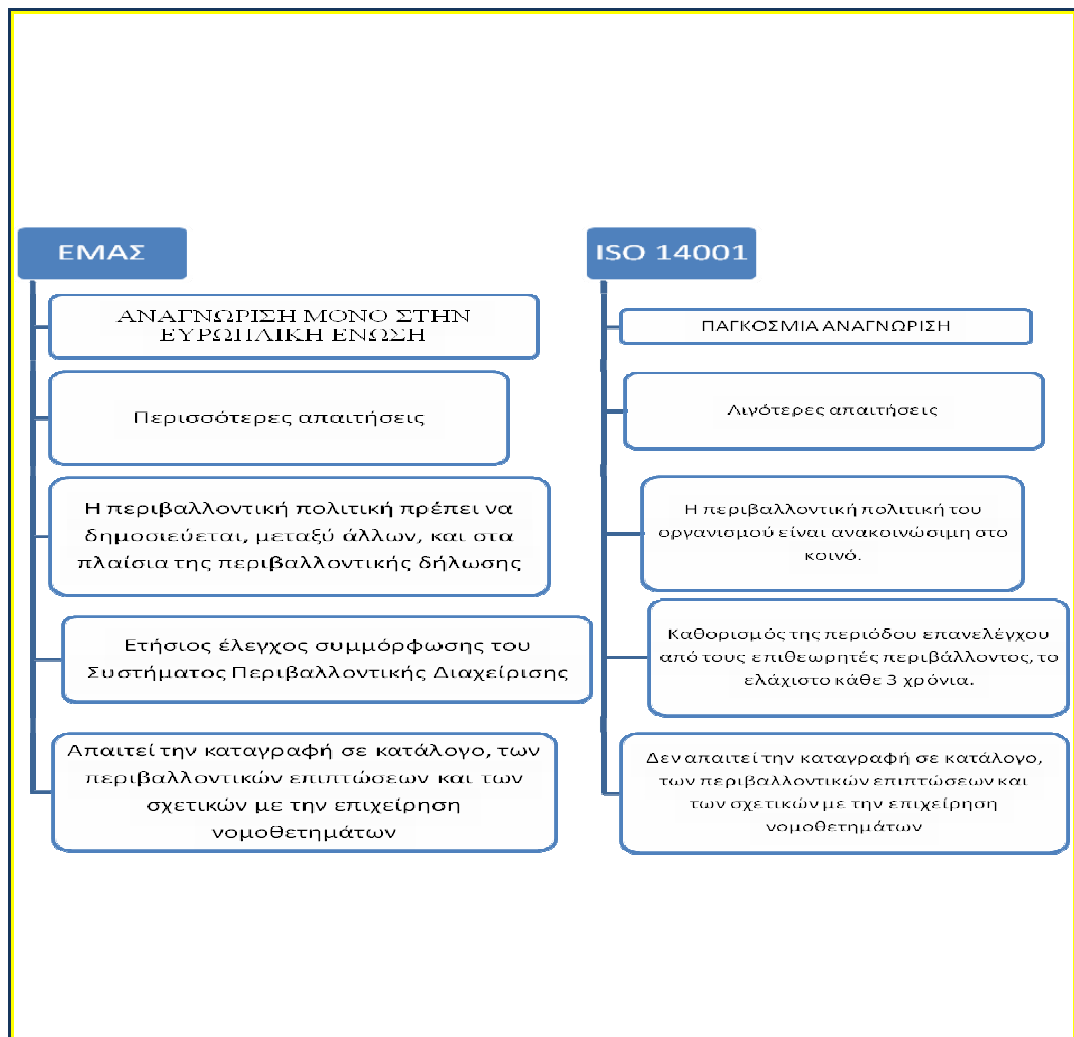 ΕΜΑΣ
ΑΝΑΓΝΩΡΙΣΗ ΜΟΝΟ ΣΤΗΝ
ΕΥΡΩΠΛΙΚΗ ΕΝΩΣΗ
Περισσότερες απαιτήσεις
Η περιβαλλοντική πολιτική πρέπει να
δημοσιεύεται, μεταξύ άλλων, και στα
πλαίσια της περιβαλλοντικής δήλωσης
Ετήσιος έλεγχος συμμόρφωσης του
Συστήματος Περιβαλλοντικής Διαχείρισης
Απαιτεί την καταγραφή σε κατάλογο, των
περιβαλλοντικών επιπτώσεων και των
σχετικών με την επιχείρηση
νομοθετημάτων
ISO 14001
ΠΑΓΚΟΣΜΙΑ ΑΝΑΓΝΩΡΙΣΗ
Λιγότερες απαιτήσεις
Η περιβαλλοντική πολιτική του
οργανισμού είναι ανακοινώσιμη στο
κοινό.
Καθορισμός της περιόδου επανελέγχου
από τους επιθεωρητές περιβάλλοντος, το
ελάχιστο κάθε 3 χρόνια.
Δεν απαιτεί την καταγραφή σε κατάλογο,
των περιβαλλοντικών επιπτώσεων και
των σχετικών με την επιχείρηση
νομοθετημάτων